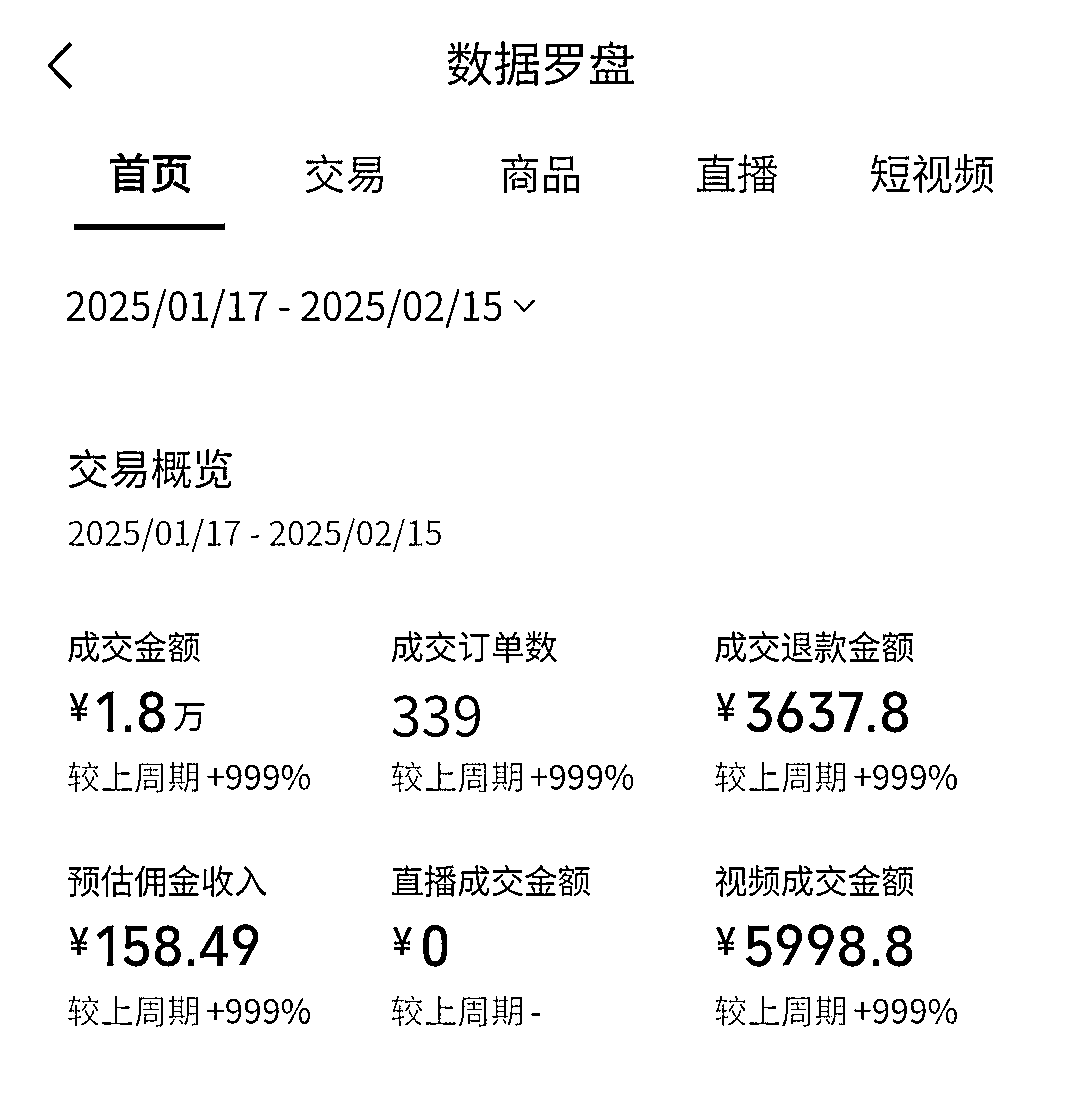 数据罗盘
首页 交易 商品 直播 短视频
2025/01/17 - 2025/02/15
交易概览
2025/01/17 - 2025/02/15
成交金额 成交订单数 成交退款金额
¥1.8万 339 ¥3637.8
较上周期+999% 较上周期+999% 较上周期+999%
预估佣金收入 直播成交金额 视频成交金额
¥158.49 ¥0 ¥5998.8
较上周期+999% 较上周期- 较上周期+999%